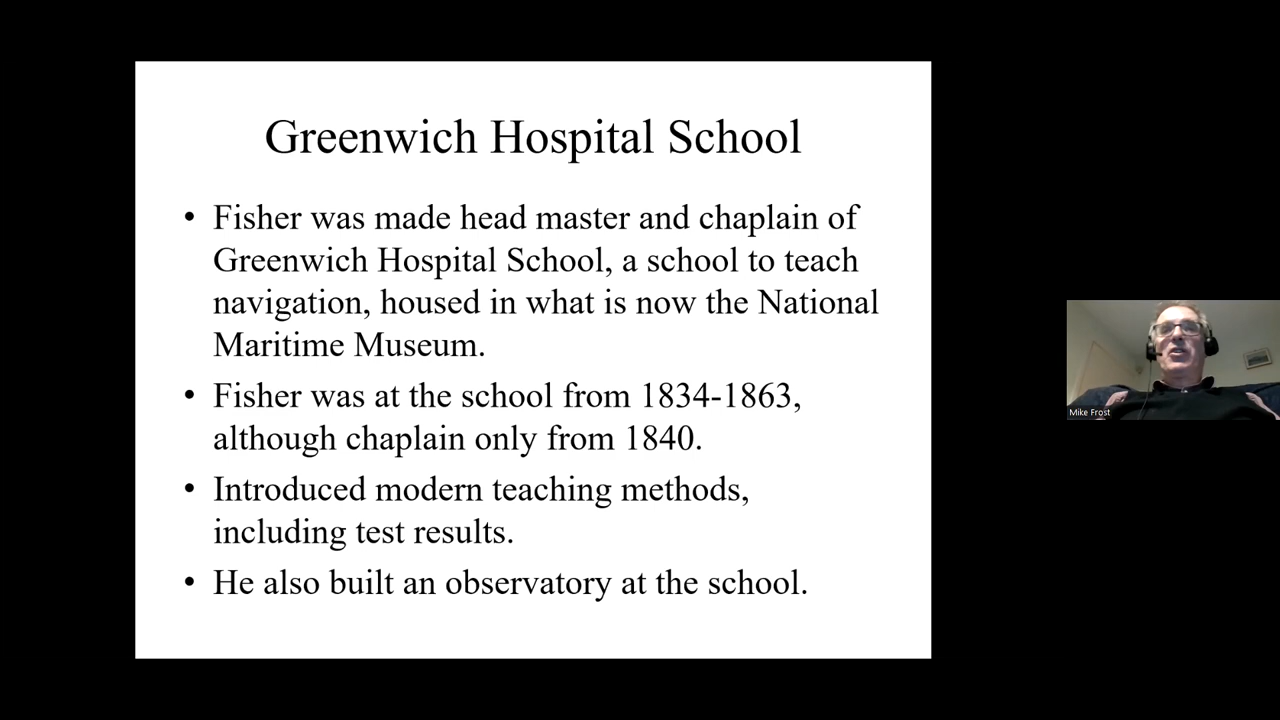 Greenwich Hospital School
• Fisher was made head master and chaplain of
Greenwich Hospital School, a school to teach
navigation, housed in what is now the National
Maritime Museum.
• Fisher was at the school from 1834-1863,
although chaplain only from 1840.
• Introduced modern teaching methods,
including test results.
• He also built an observatory at the school.
Mike Frost